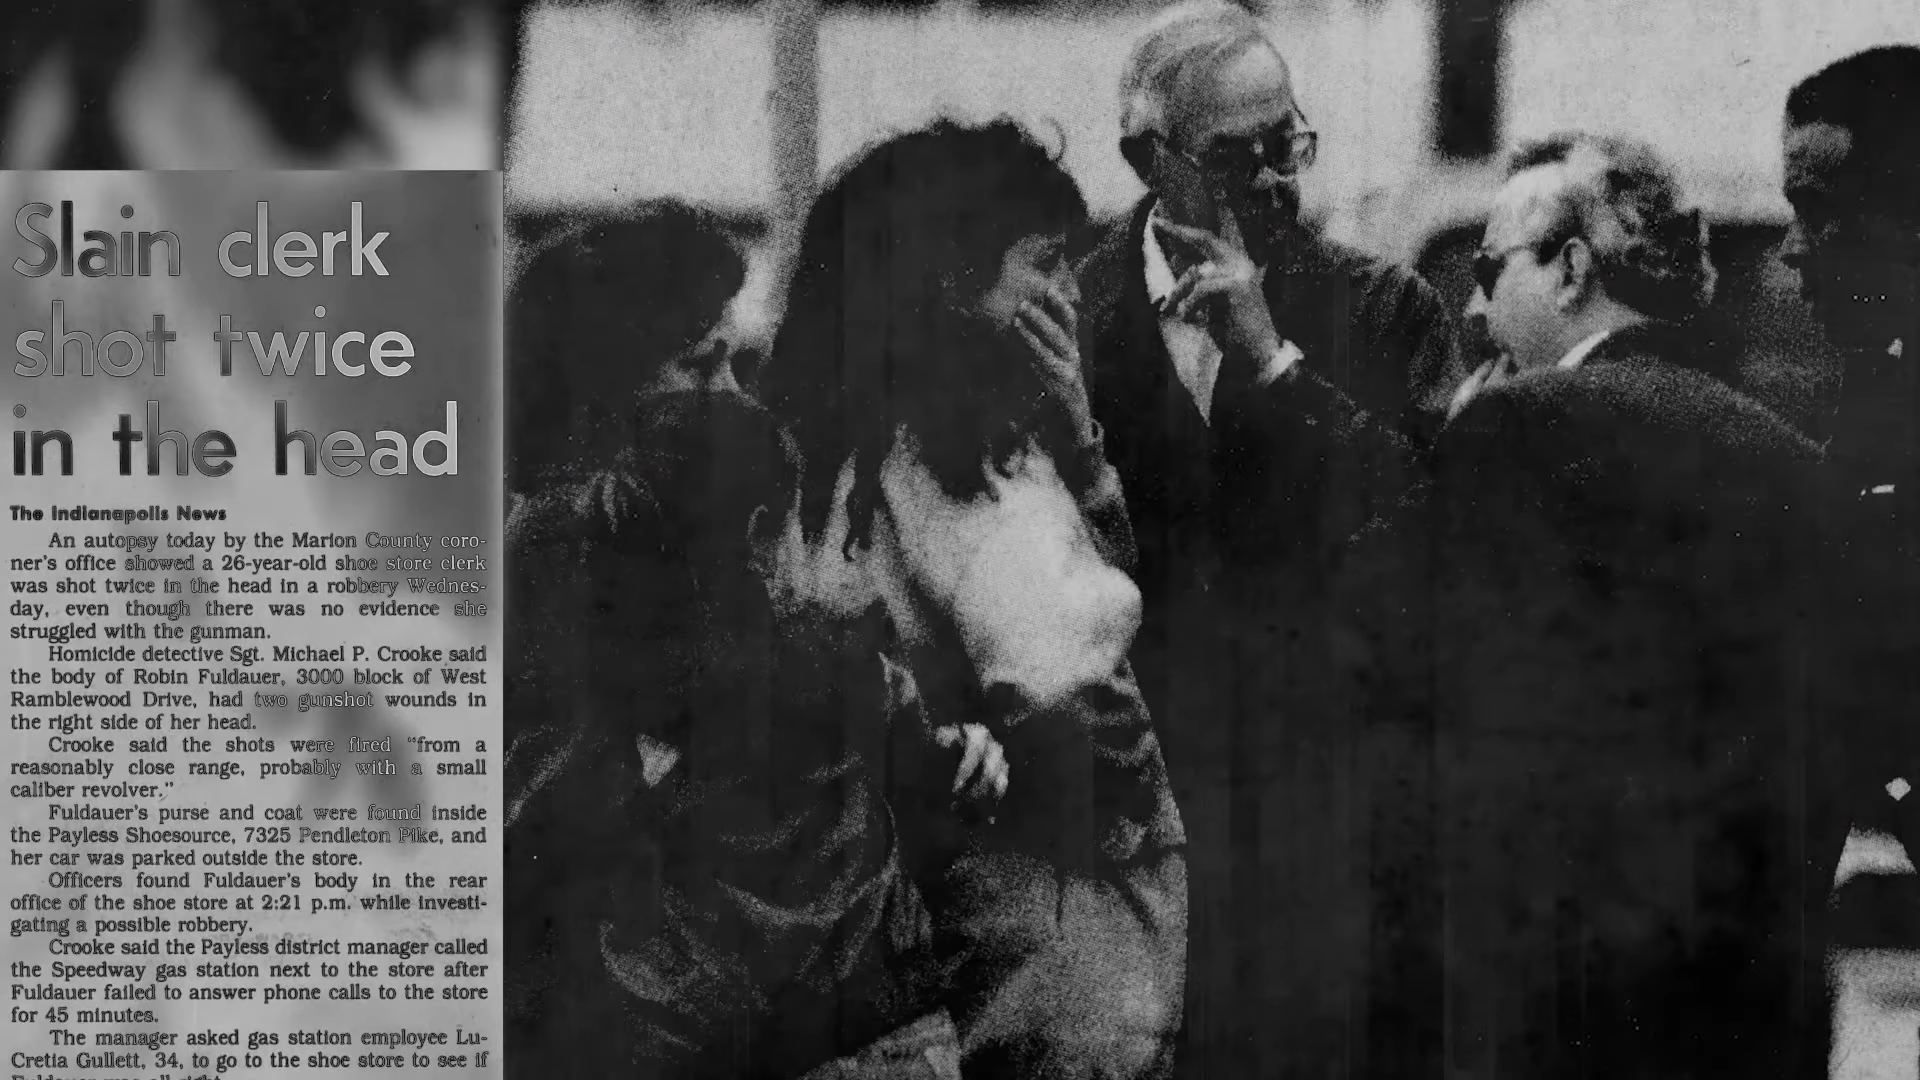 Slain clerk
shot twice
in the head
The Indianapolis News
An autopsy today by the Marion County coro-
ner's office showed a 26-year-old shoe store clerk
was shot twice in the head in a robbery Wednes-
day, even though there was no evidence she
struggled with the gunman.
Homicide detective Sgt. Michael P. Crooke said
the body of Robin Fuldauer, 3000 block of West
Ramblewood Drive, had two gunshot wounds in
the right side of her head.
Crooke said the shots were fired "from a
reasonably close range, probably with a small
caliber revolver."
Fuldauer's purse and coat were found inside
the Payless Shoesource, 7325 Pendleton Pike, and
her car was parked outside the store.
Officers found Fuldauer's body in the rear
office of the shoe store at 2:21 p.m. while investi-
gating a possible robbery.
Crooke said the Payless district manager called
the Speedway gas station next to the store after
Fuldauer failed to answer phone calls to the store
for 45 minutes.
The manager asked gas station employee Lu-
Cretia Gullett, 34, to go to the shoe store to see if